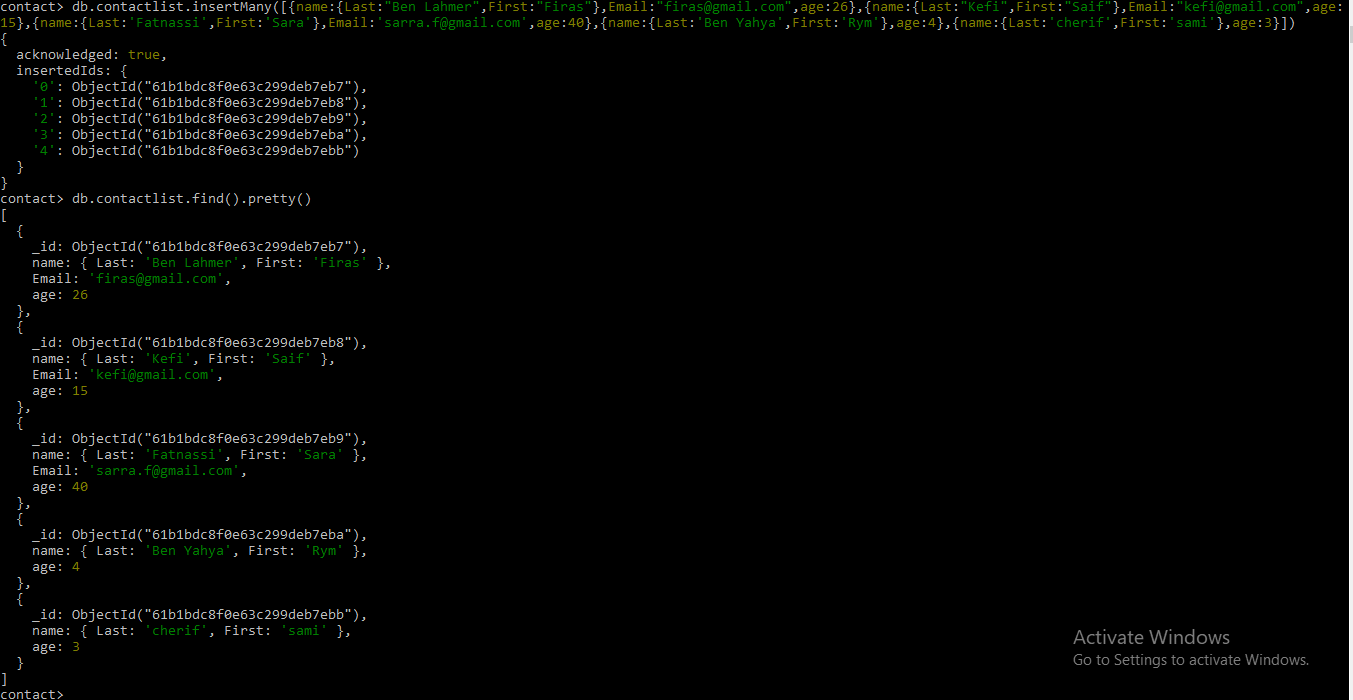 contact> db.contactlist.insertMany([{name:{Last:"Ben Lahmer",First:"Firas"},Email:"firas@gmail.com",age:26},{name:{Last:"Kefi",First:"Saif"},Email:"kefi@gmail.com",age:
15},{name:{Last:'Fatnassi',First:'Sara'},Email:'sarra.f@gmail.com',age:40},{name:{Last:'Ben Yahya',First:'Rym'},age:4},{name:{Last:'cherif',First:'sami'},age:3}])
{
  acknowledged: true,
  insertedIds: {
    '0': ObjectId("61b1bdc8f0e63c299deb7eb7"),
    '1': ObjectId("61b1bdc8f0e63c299deb7eb8"),
    '2': ObjectId("61b1bdc8f0e63c299deb7eb9"),
    '3': ObjectId("61b1bdc8f0e63c299deb7eba"),
    '4': ObjectId("61b1bdc8f0e63c299deb7ebb")
  }
}
contact> db.contactlist.find().pretty()
[
  {
    _id: ObjectId("61b1bdc8f0e63c299deb7eb7"),
    name: { Last: 'Ben Lahmer', First: 'Firas' },
    Email: 'firas@gmail.com',
    age: 26
  },
  {
    _id: ObjectId("61b1bdc8f0e63c299deb7eb8"),
    name: { Last: 'Kefi', First: 'Saif' },
    Email: 'kefi@gmail.com',
    age: 15
  },
  {
    _id: ObjectId("61b1bdc8f0e63c299deb7eb9"),
    name: { Last: 'Fatnassi', First: 'Sara' },
    Email: 'sarra.f@gmail.com',
    age: 40
  },
  {
    _id: ObjectId("61b1bdc8f0e63c299deb7eba"),
    name: { Last: 'Ben Yahya', First: 'Rym' },
    age: 4
  },
  {
    _id: ObjectId("61b1bdc8f0e63c299deb7ebb"),
    name: { Last: 'cherif', First: 'sami' },
    age: 3
  }
]
contact>
Activate Windows
Go to Settings to activate Windows.